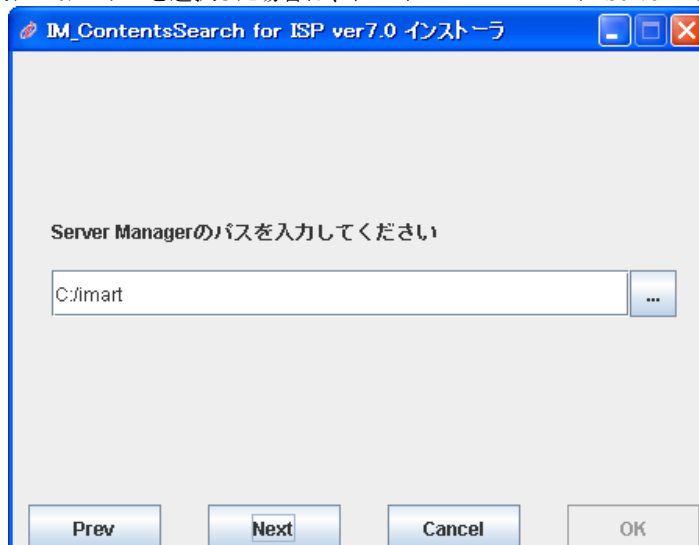 IM_ContentsSearch for ISP ver7.0 インストーラ
Server Managerのパスを入力してください
C:/imart
...
Prev
Next
Cancel
OK